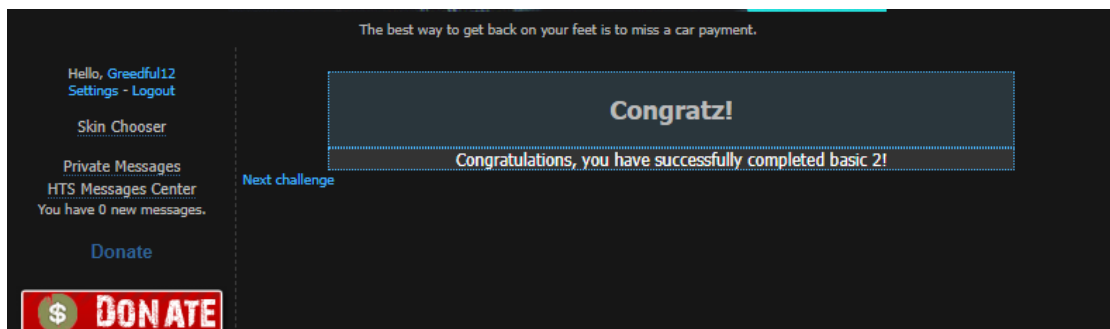 The best way to get back on your feet is to miss a car payment.
Hello, Greedful12
Settings - Logout
Skin Chooser
Private Messages
HTS Messages Center
You have 0 new messages.
Donate
$ DONATE
Congratz!
Congratulations, you have successfully completed basic 2!
Next challenge